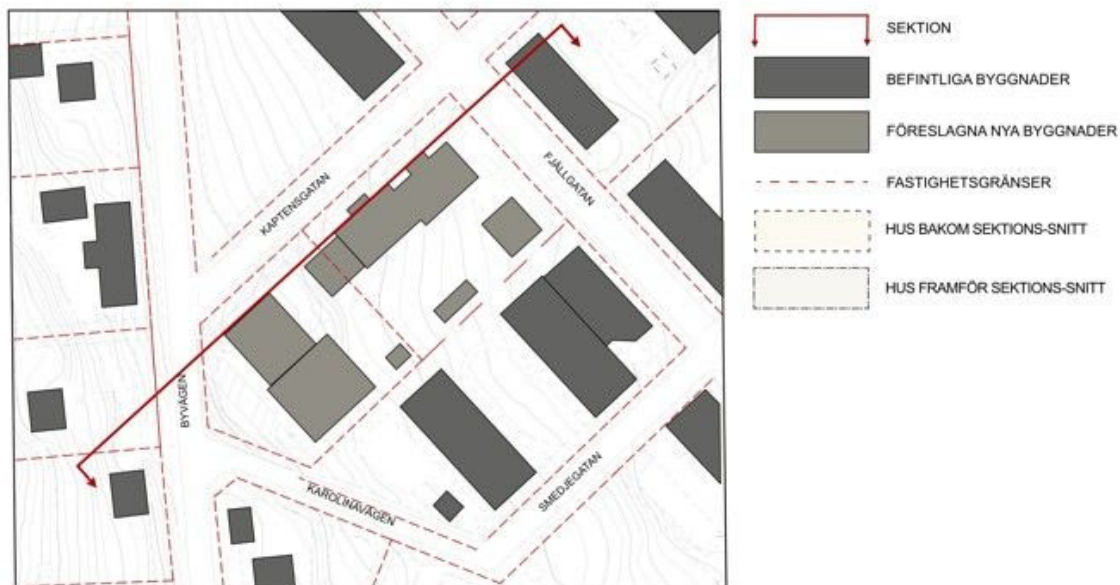 SEKTION
BEFINTLIGA BYGGNADER
FÖRESLAGNA NYA BYGGNADER
FASTIGHETSGRÄNSER
HUS BAKOM SEKTIONS-SNITT
HUS FRAMFÖR SEKTIONS-SNITT
KAPTENSGATAN
FJÄLLGATAN
BYVÄGEN
KAROLINAVÄGEN
SMEDJEGATAN